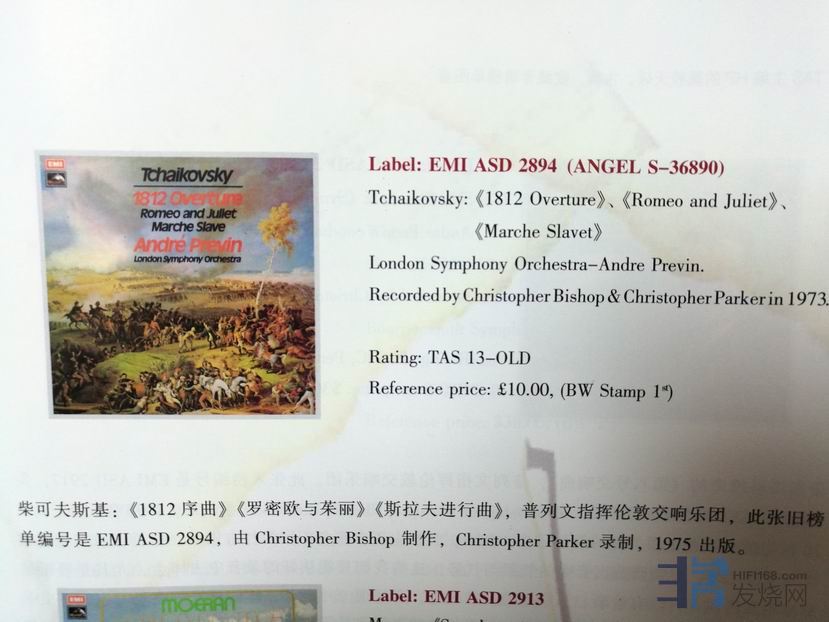 EMI
Tchaikovsky
1812 Overture
Romeo and Juliet
Marche Slave
André Previn
London Symphony Orchestra
Label: EMI ASD 2894 (ANGEL S-36890)
Tchaikovsky:《1812 Overture》、《Romeo and Juliet》、
《Marche Slavet》
London Symphony Orchestra-Andre Previn.
Recorded by Christopher Bishop & Christopher Parker in 1973.
Rating: TAS 13-OLD
Reference price: £10.00, (BW Stamp 1st)
柴可夫斯基：《1812 序曲》《罗密欧与茱丽》《斯拉夫进行曲》，普列文指挥伦敦交响乐团，此张旧榜
单编号是 EMI ASD 2894，由 Christopher Bishop 制作，Christopher Parker 录制，1975 出版。
EMI
MOERAN
Label: EMI ASD 2913
HIFI168.com
发烧网